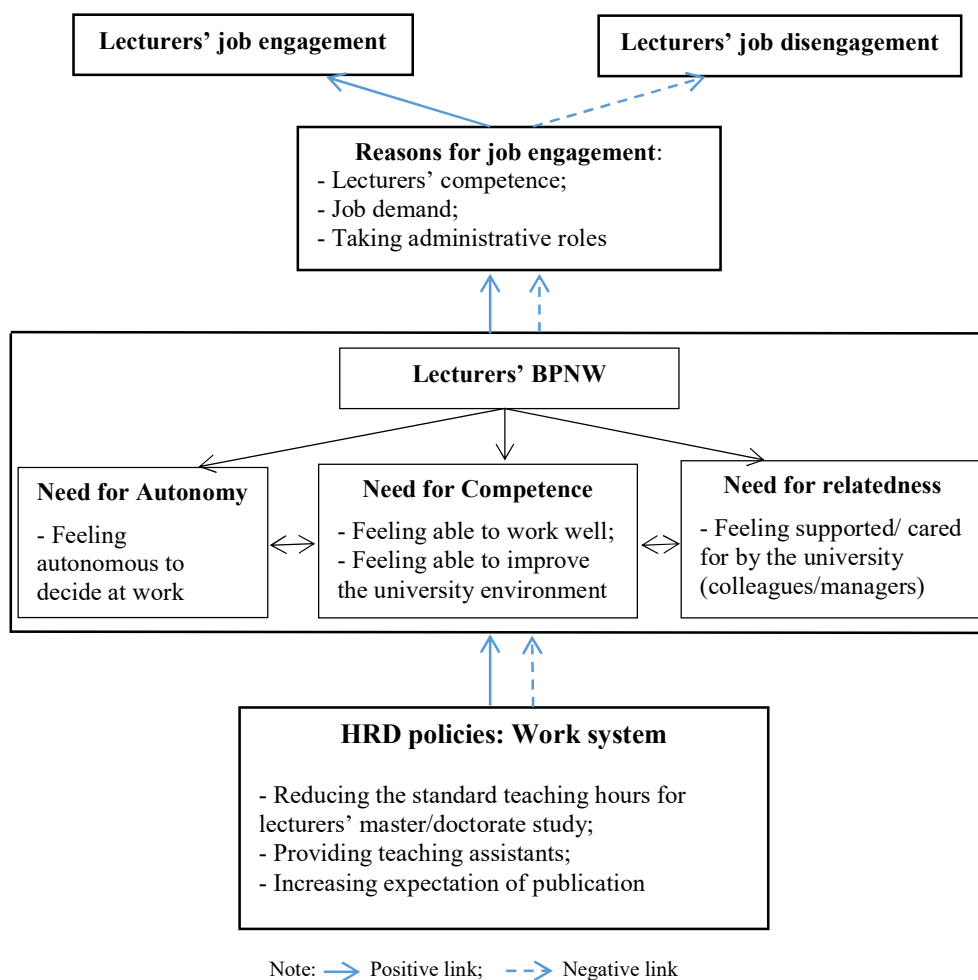 Lecturers’ job engagement
Lecturers’ job disengagement
Reasons for job engagement:
- Lecturers’ competence;
- Job demand;
- Taking administrative roles
Lecturers’ BPNW
Need for Autonomy
- Feeling
autonomous to
decide at work
Need for Competence
- Feeling able to work well;
- Feeling able to improve
the university environment
Need for relatedness
- Feeling supported/ cared
for by the university
(colleagues/managers)
HRD policies: Work system
- Reducing the standard teaching hours for
lecturers’ master/doctorate study;
- Providing teaching assistants;
- Increasing expectation of publication
Note: Positive link; Negative link